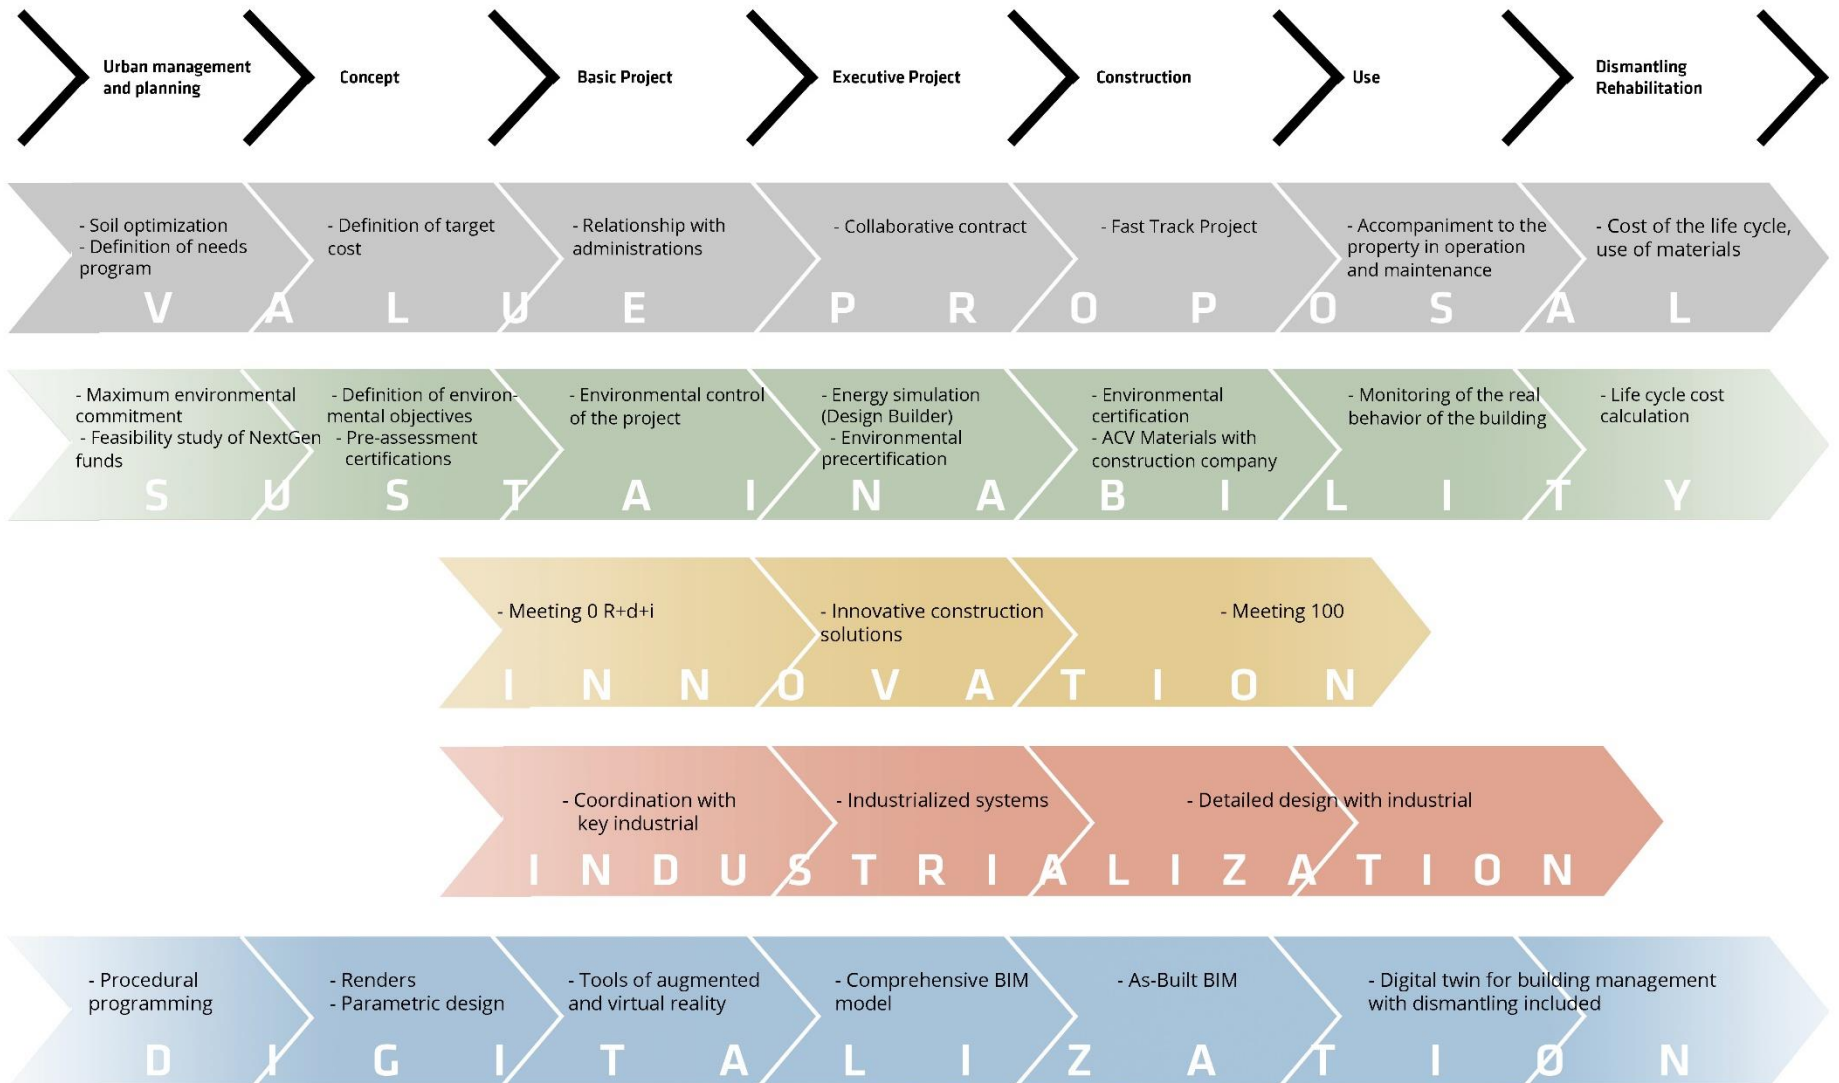 Urban management
and planning
Concept
Basic Project
Executive Project
Construction
Use
Dismantling
Rehabilitation
- Soil optimization
- Definition of needs
program
- Definition of target
cost
- Relationship with
administrations
- Collaborative contract
- Fast Track Project
- Accompaniment to the
property in operation
and maintenance
- Cost of the life cycle,
use of materials
VALUE PROPOSAL
- Maximum environmental
commitment
- Feasibility study of NextGen
funds
- Definition of environ-
mental objectives
- Pre-assessment
certifications
- Environmental control
of the project
- Energy simulation
(Design Builder)
- Environmental
precertification
- Environmental
certification
- ACV Materials with
construction company
- Monitoring of the real
behavior of the building
- Life cycle cost
calculation
SUSTAINABILITY
- Meeting 0 R+d+i
- Innovative construction
solutions
- Meeting 100
INNOVATION
- Coordination with
key industrial
- Industrialized systems
- Detailed design with industrial
INDUSTRIALIZATION
- Procedural
programming
- Renders
- Parametric design
- Tools of augmented
and virtual reality
- Comprehensive BIM
model
- As-Built BIM
- Digital twin for building management
with dismantling included
DIGITALIZATION